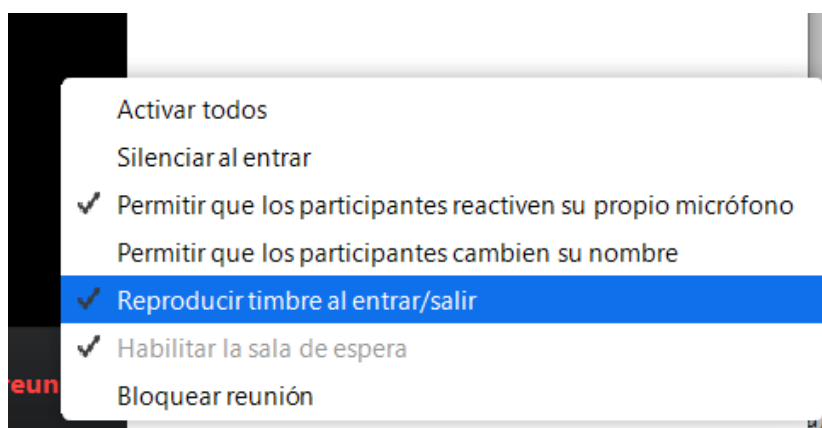 Activar todos
Silenciar al entrar
Permitir que los participantes reactiven su propio micrófono
Permitir que los participantes cambien su nombre
Reproducir timbre al entrar/salir
Habilitar la sala de espera
reun
Bloquear reunión